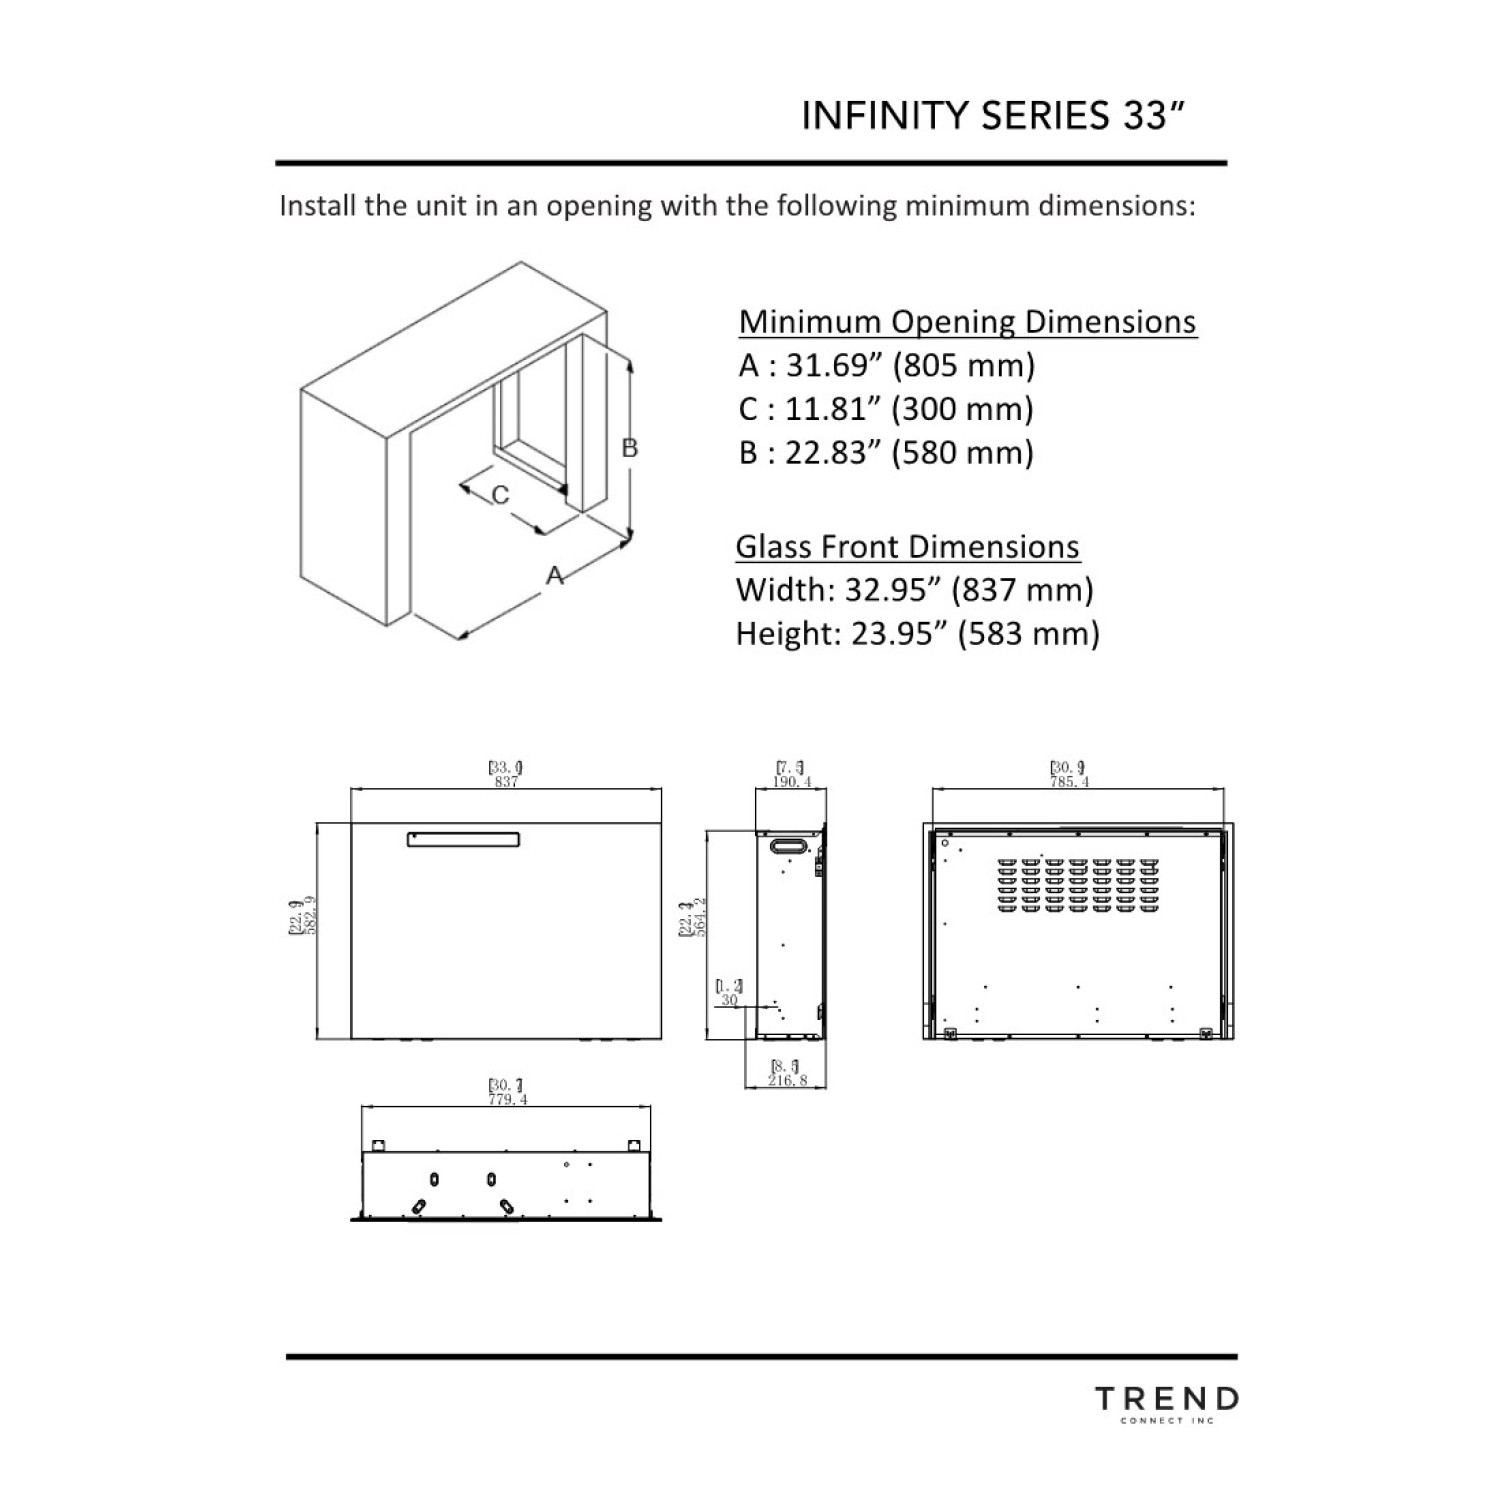 INFINITY SERIES 33”
Install the unit in an opening with the following minimum dimensions:
Minimum Opening Dimensions
A : 31.69” (805 mm)
C : 11.81” (300 mm)
B : 22.83” (580 mm)
B
C
A
Glass Front Dimensions
Width: 32.95” (837 mm)
Height: 23.95” (583 mm)
[33.0]
837
[7.5]
190.4
[30.9]
785.4
[22.9]
582.9
564.2
[1.2]
30
[8.5]
216.8
[30.7]
779.4
TREND
CONNECT INC